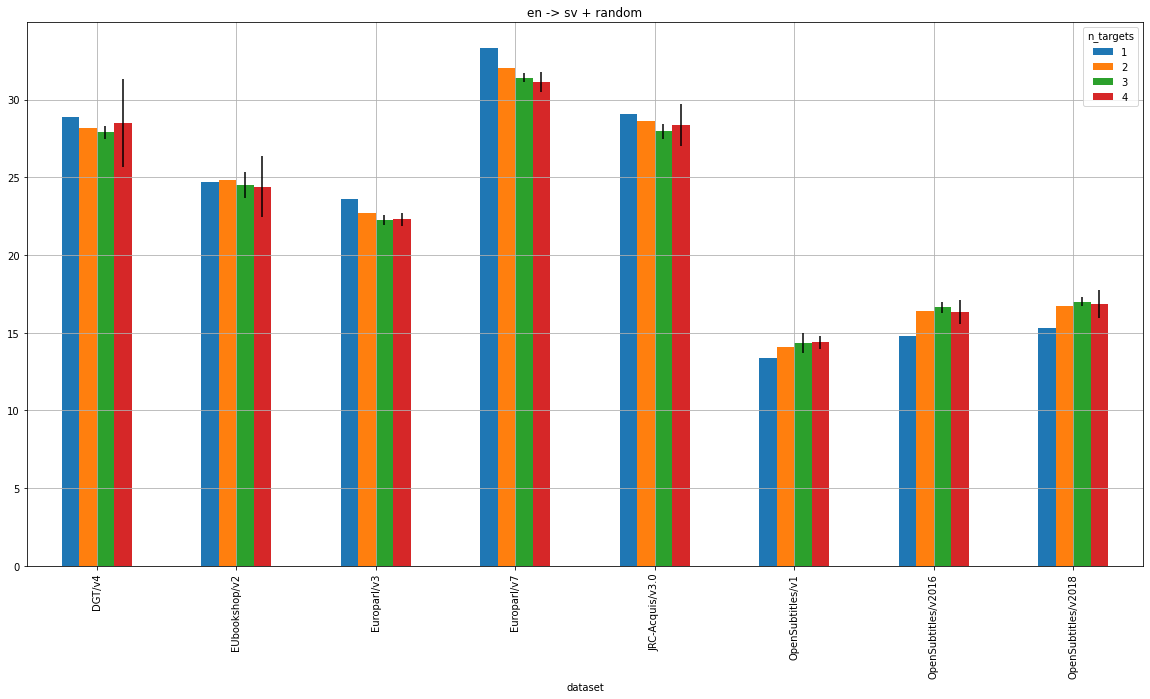 en -> sv + random
n_targets
1
2
3
4
30
25
20
15
10
5
0
DGT/v4
EUbookshop/v2
Europarl/v3
Europarl/v7
JRC-Acquis/v3.0
OpenSubtitles/v1
OpenSubtitles/v2016
OpenSubtitles/v2018
dataset